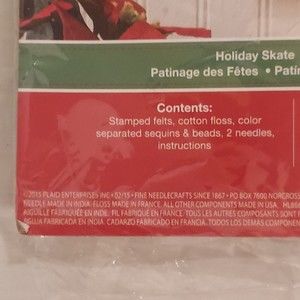 Holiday Skate
Patinage des Fêtes • Patin
Contents:
Stamped felts, cotton floss, color
separated sequins & beads, 2 needles,
instructions
©2015 PLAID ENTERPRISES INC • 02/15 • FINE NEEDLECRAFTS SINCE 1867 • PO BOX 7600 NORCROSS
NEEDLE MADE IN INDIA. FLOSS MADE IN FRANCE. ALL OTHER COMPONENTS MADE IN USA.
AIGUILLE FABRIQUÉE EN INDE. FIL FABRIQUÉ EN FRANCE. TOUS LES AUTRES COMPOSANTS SONT
AGUJA FABRICADA EN INDIA. CADARZO FABRICADO EN FRANCIA. TODOS LOS DEMAS COMPONEN